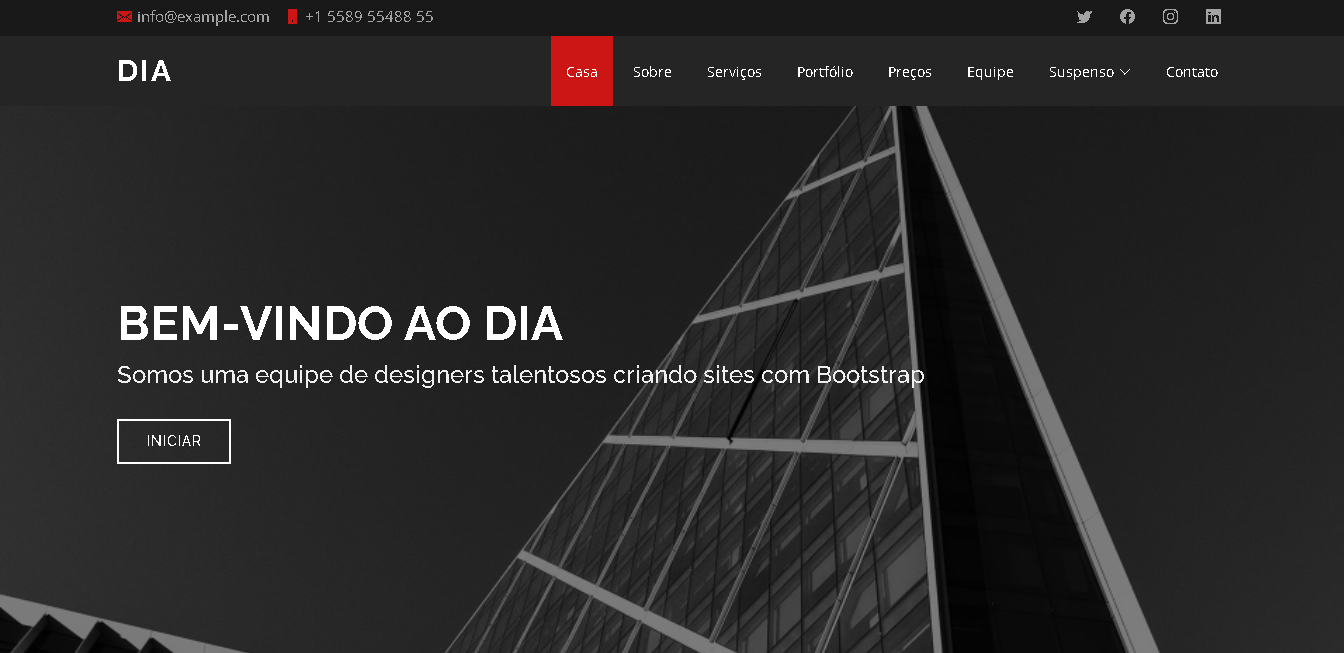 info@example.com +1 5589 55488 55
DIA
Casa Sobre Serviços Portfólio Preços Equipe Suspenso Contato
BEM-VINDO AO DIA
Somos uma equipe de designers talentosos criando sites com Bootstrap
INICIAR